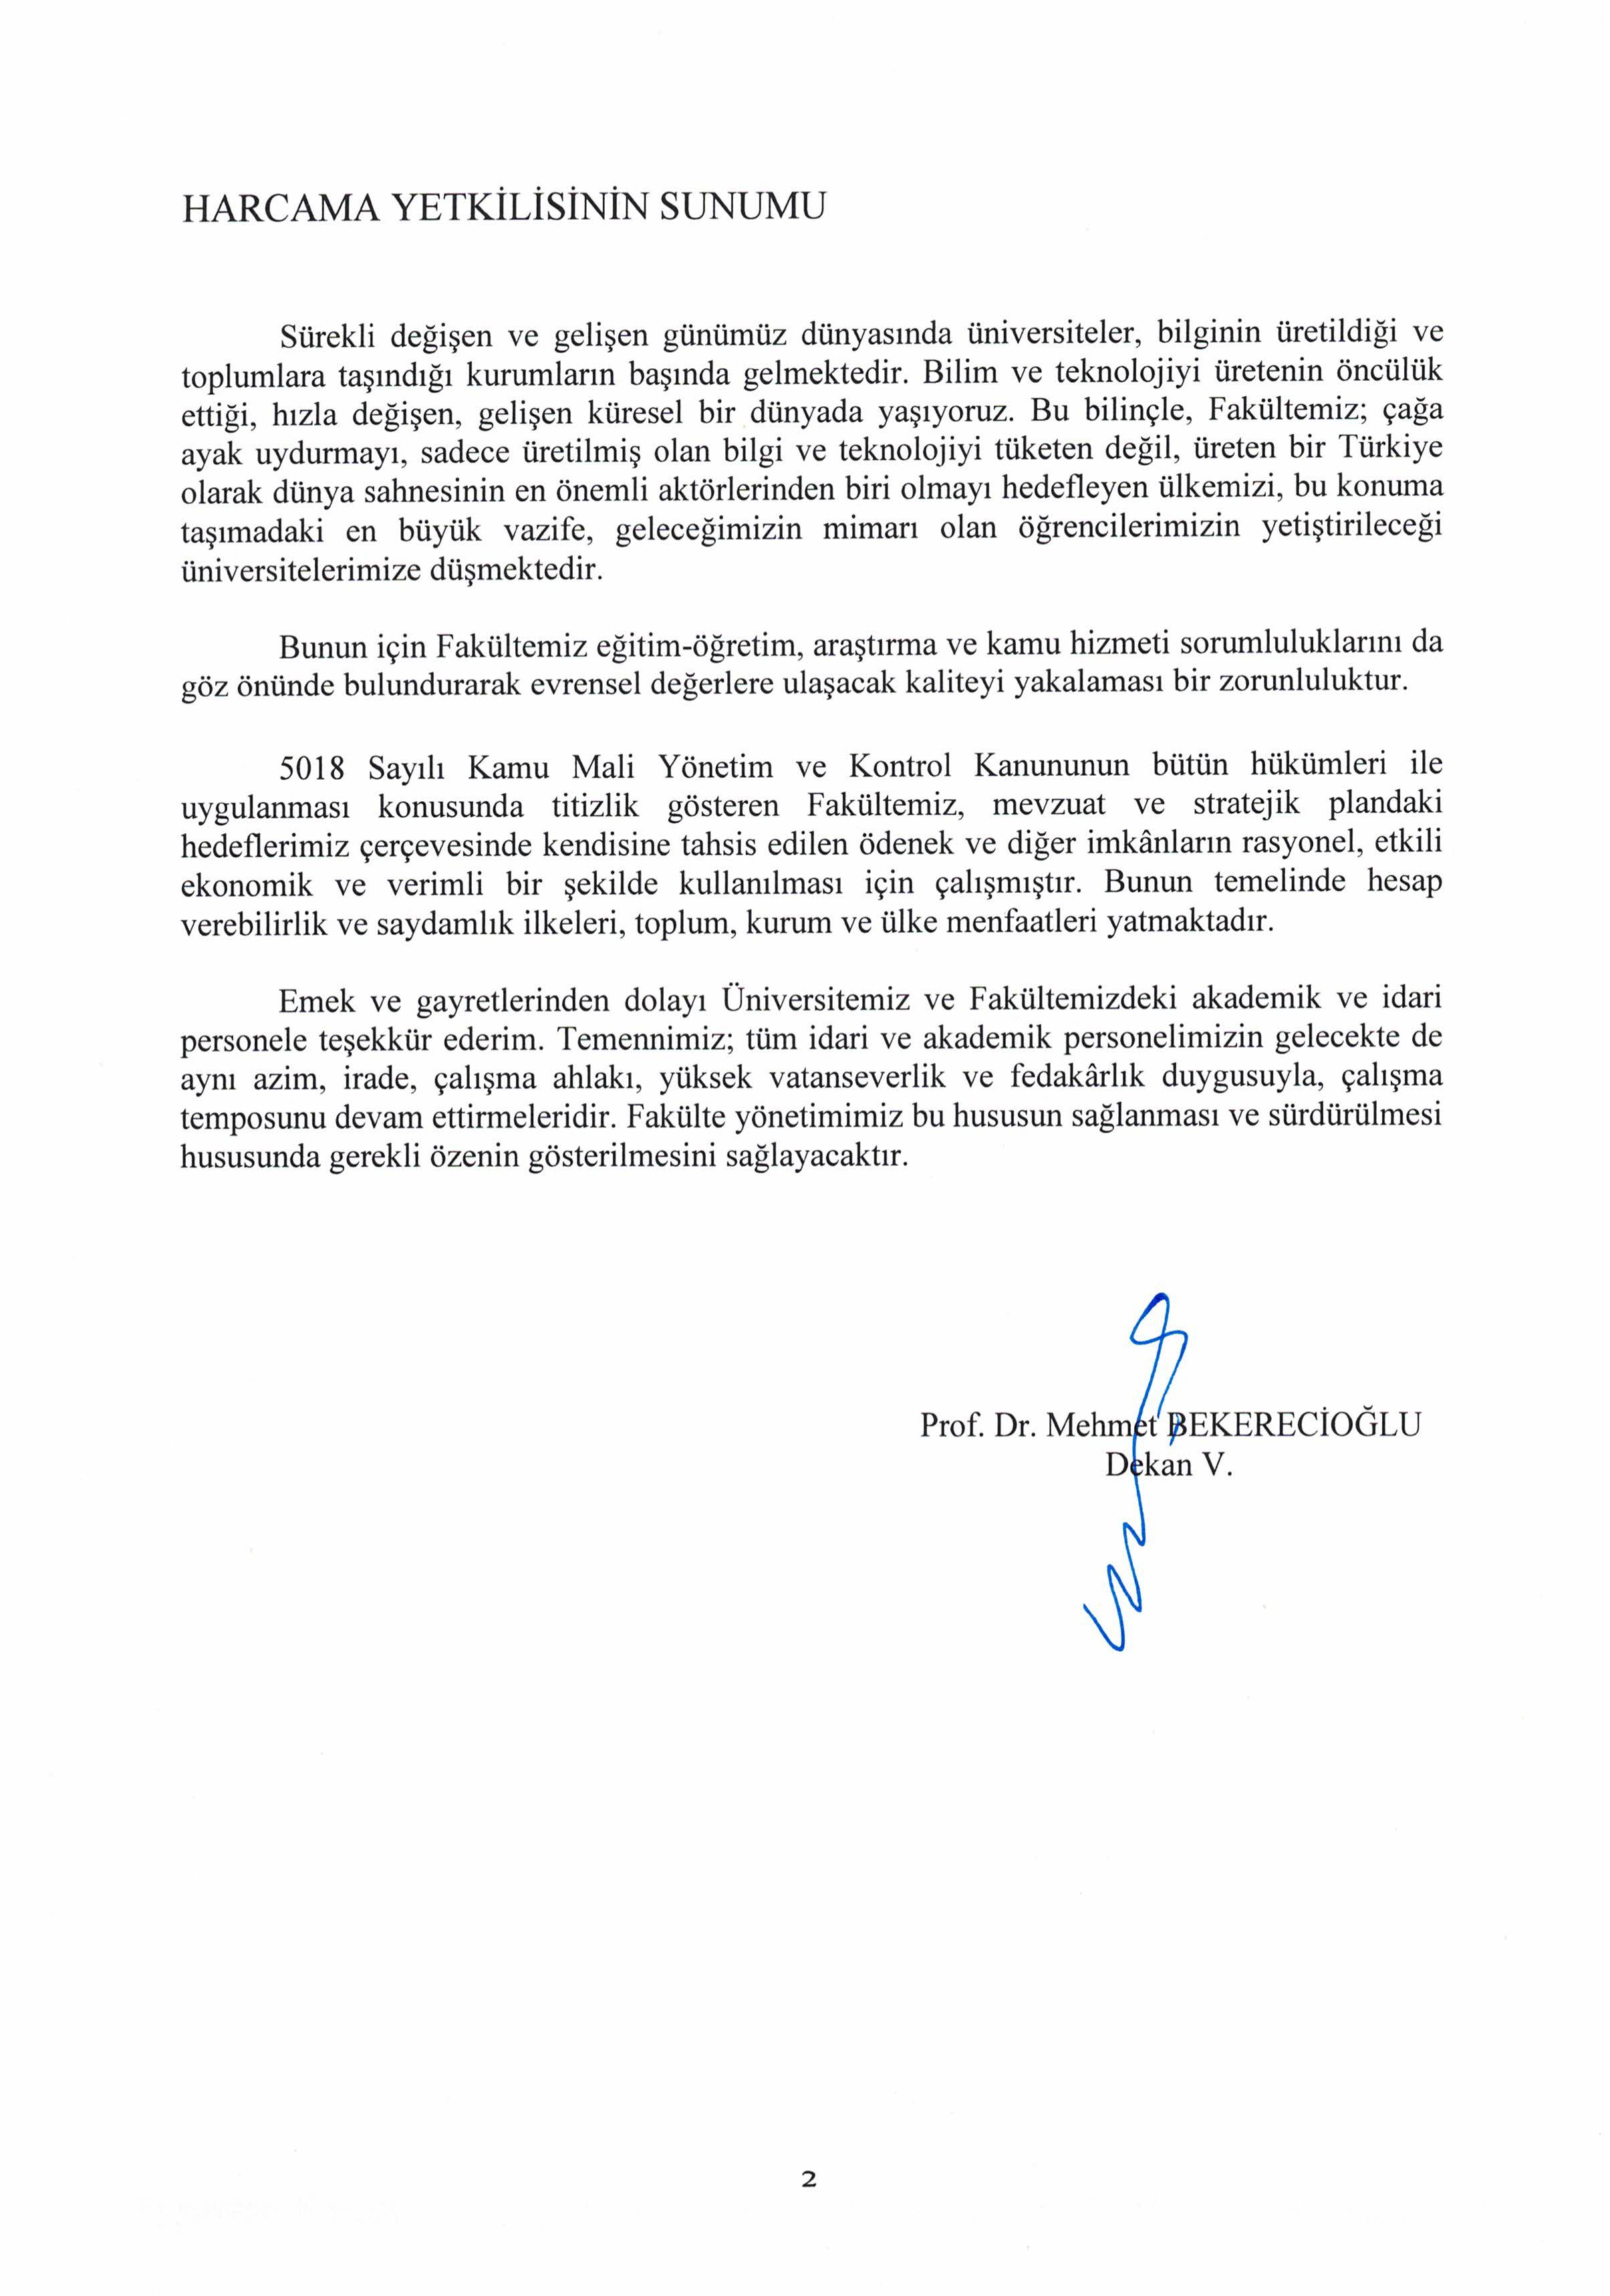 HARCAMA YETKİLİSİNİN SUNUMU
Sürekli değişen ve gelişen günümüz dünyasında üniversiteler, bilginin üretildiği ve
toplumlara taşındığı kurumların başında gelmektedir. Bilim ve teknolojiyi üretenin öncülük
ettiği, hızla değişen, gelişen küresel bir dünyada yaşıyoruz. Bu bilinçle, Fakültemiz; çağa
ayak uydurmayı, sadece üretilmiş olan bilgi ve teknolojiyi tüketen değil, üreten bir Türkiye
olarak dünya sahnesinin en önemli aktörlerinden biri olmayı hedefleyen ülkemizi, bu konuma
taşımadaki en büyük vazife, geleceğimizin mimarı olan öğrencilerimizin yetiştirileceği
üniversitelerimize düşmektedir.
Bunun için Fakültemiz eğitim-öğretim, araştırma ve kamu hizmeti sorumluluklarını da
göz önünde bulundurarak evrensel değerlere ulaşacak kaliteyi yakalaması bir zorunluluktur.
5018 Sayılı Kamu Mali Yönetim ve Kontrol Kanununun bütün hükümleri ile
uygulanması konusunda titizlik gösteren Fakültemiz, mevzuat ve stratejik plandaki
hedeflerimiz çerçevesinde kendisine tahsis edilen ödenek ve diğer imkânların rasyonel, etkili
ekonomik ve verimli bir şekilde kullanılması için çalışmıştır. Bunun temelinde hesap
verebilirlik ve saydamlık ilkeleri, toplum, kurum ve ülke menfaatleri yatmaktadır.
Emek ve gayretlerinden dolayı Üniversitemiz ve Fakültemizdeki akademik ve idari
personele teşekkür ederim. Temennimiz; tüm idari ve akademik personelimizin gelecekte de
aynı azim, irade, çalışma ahlakı, yüksek vatanseverlik ve fedakârlık duygusuyla, çalışma
temposunu devam ettirmeleridir. Fakülte yönetimimiz bu hususun sağlanması ve sürdürülmesi
hususunda gerekli özenin gösterilmesini sağlayacaktır.
Prof. Dr. Mehmet BEKERECİOĞLU
Dekan V.
2